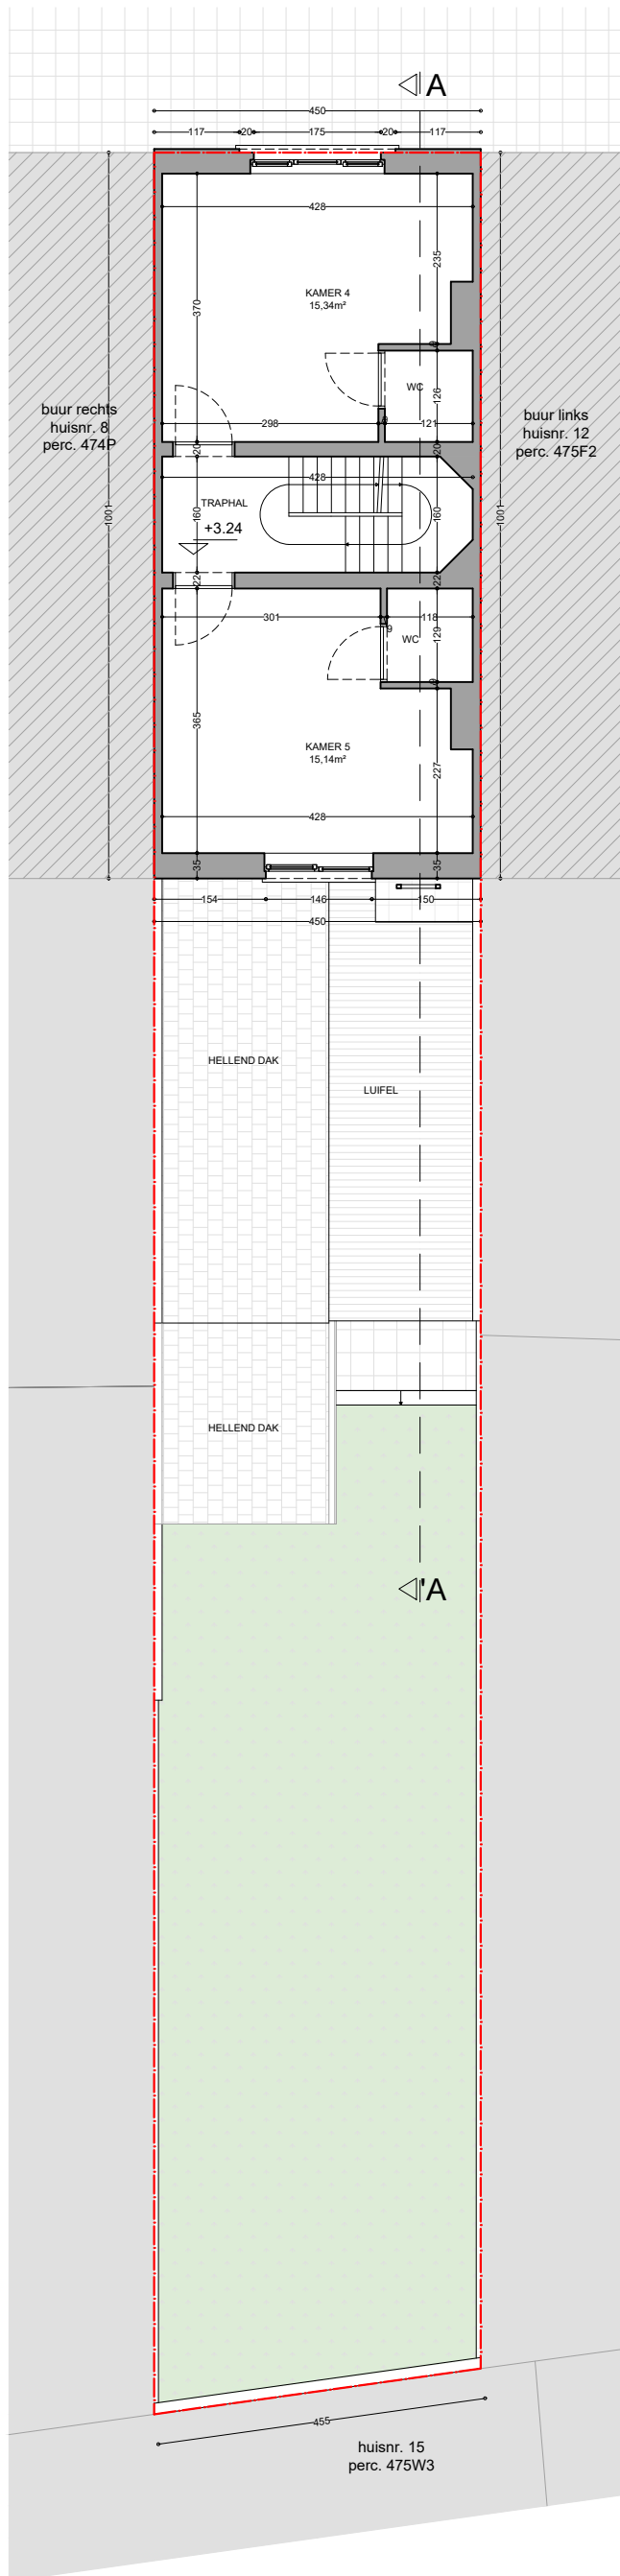 A
450
117
20
175
20
117
428
235
370
KAMER 4
15,34m²
9
WC
126
buur rechts
huisnr. 8
perc. 474P
buur links
huisnr. 12
perc. 475F2
298
9
121
20
20
428
1001
1001
TRAPHAL
+3.24
160
160
22
22
301
118
9
WC
129
9
365
KAMER 5
15,14m²
227
428
35
35
154
146
150
450
HELLEND DAK
LUIFEL
HELLEND DAK
'A
455
huisnr. 15
perc. 475W3